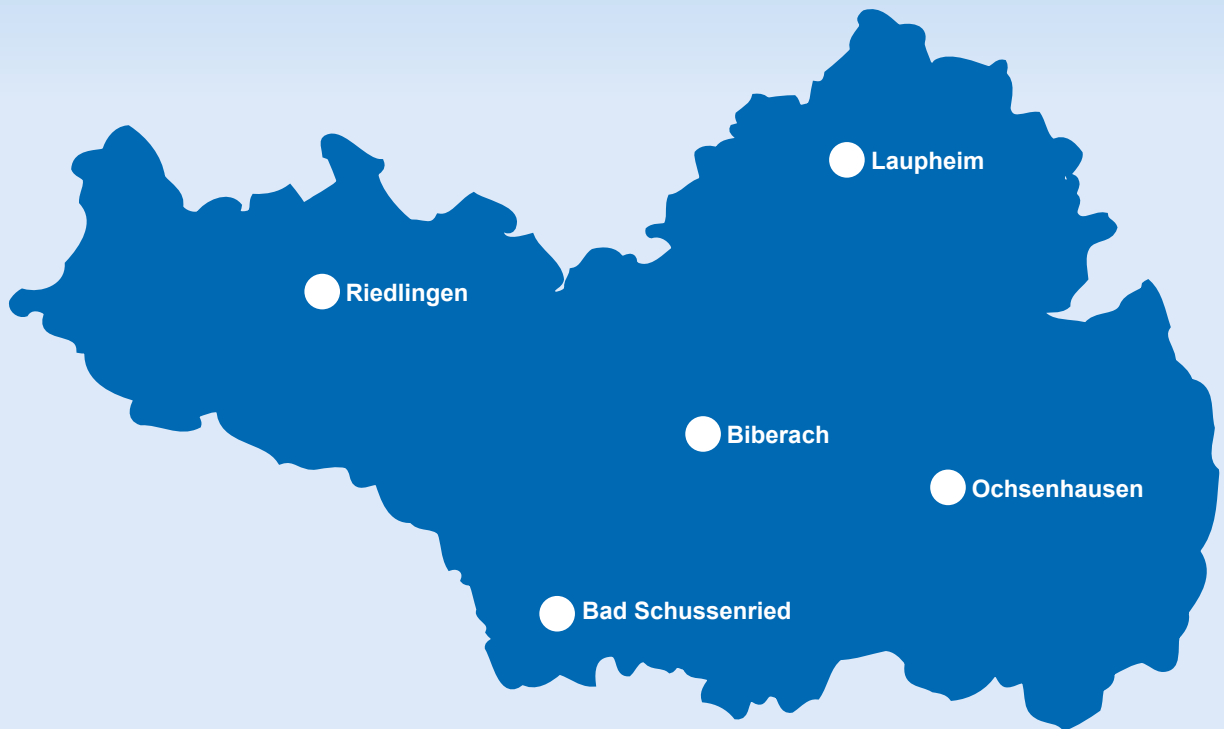 Laupheim
Riedlingen
Biberach
Ochsenhausen
Bad Schussenried